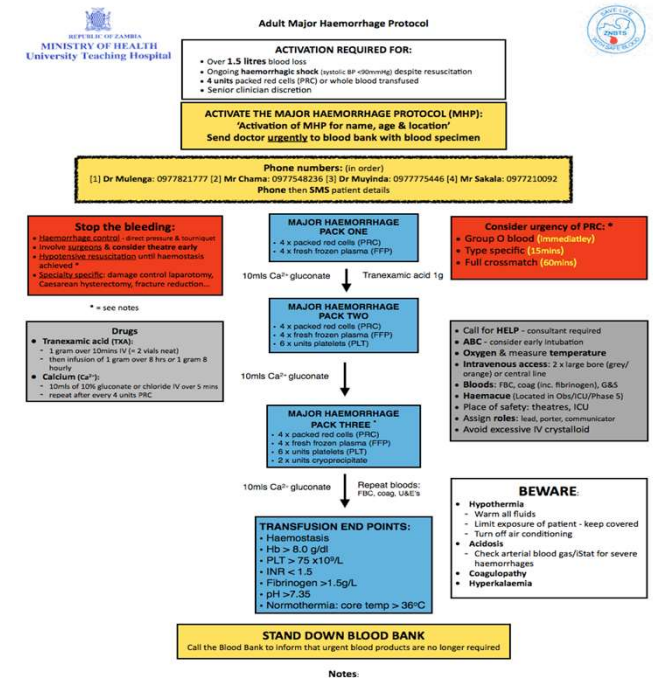 Adult Major Haemorrhage Protocol
REPUBLIC OF ZAMBIA
MINISTRY OF HEALTH
University Teaching Hospital
SAVE LIFE
ZNBTS
WITH SAFE BLOOD
ACTIVATION REQUIRED FOR:
• Over 1.5 litres blood loss
• Ongoing haemorrhagic shock (systolic BP <90mmHg) despite resuscitation
• 4 units packed red cells (PRC) or whole blood transfused
• Senior clinician discretion
ACTIVATE THE MAJOR HAEMORRHAGE PROTOCOL (MHP):
‘Activation of MHP for name, age & location’
Send doctor urgently to blood bank with blood specimen
Phone numbers: (in order)
[1] Dr Mulenga: 0977821777 [2] Mr Chama: 0977548236 [3] Dr Muyinda: 0977775446 [4] Mr Sakala: 0977210092
Phone then SMS patient details
Stop the bleeding:
• Haemorrhage control - direct pressure & tourniquet
• Involve surgeons & consider theatre early
• Hypotensive resuscitation until haemostasis
achieved *
• Specialty specific: damage control laparotomy,
Caesarean hysterectomy, fracture reduction...
* = see notes
Drugs
• Tranexamic acid (TXA):
- 1 gram over 10mins IV (= 2 vials neat)
- then infusion of 1 gram over 8 hrs or 1 gram 8
hourly
• Calcium (Ca²⁺):
- 10mls of 10% gluconate or chloride IV over 5 mins
- repeat after every 4 units PRC
MAJOR HAEMORRHAGE
PACK ONE
• 4 x packed red cells (PRC)
• 4 x fresh frozen plasma (FFP)
10mls Ca²⁺ gluconate
Tranexamic acid 1g
MAJOR HAEMORRHAGE
PACK TWO
• 4 x packed red cells (PRC)
• 4 x fresh frozen plasma (FFP)
• 6 x units platelets (PLT)
10mls Ca²⁺ gluconate
MAJOR HAEMORRHAGE
PACK THREE *
• 4 x packed red cells (PRC)
• 4 x fresh frozen plasma (FFP)
• 6 x units platelets (PLT)
• 2 x units cryoprecipitate
10mls Ca²⁺ gluconate
Repeat bloods:
FBC, coag, U&E's
TRANSFUSION END POINTS:
• Haemostasis
• Hb > 8.0 g/dl
• PLT > 75 x10⁹/L
• INR < 1.5
• Fibrinogen >1.5g/L
• pH >7.35
• Normothermia: core temp > 36°C
Consider urgency of PRC: *
• Group O blood (immediatley)
• Type specific (15mins)
• Full crossmatch (60mins)
• Call for HELP - consultant required
• ABC - consider early intubation
• Oxygen & measure temperature
• Intravenous access: 2 x large bore (grey/
orange) or central line
• Bloods: FBC, coag (inc. fibrinogen), G&S
• Haemacue (Located in Obs/ICU/Phase 5)
• Place of safety: theatres, ICU
• Assign roles: lead, porter, communicator
• Avoid excessive IV crystalloid
BEWARE:
• Hypothermia
- Warm all fluids
- Limit exposure of patient - keep covered
- Turn off air conditioning
• Acidosis
- Check arterial blood gas/iStat for severe
haemorrhages
• Coagulopathy
• Hyperkalaemia
STAND DOWN BLOOD BANK
Call the Blood Bank to inform that urgent blood products are no longer required
Notes: